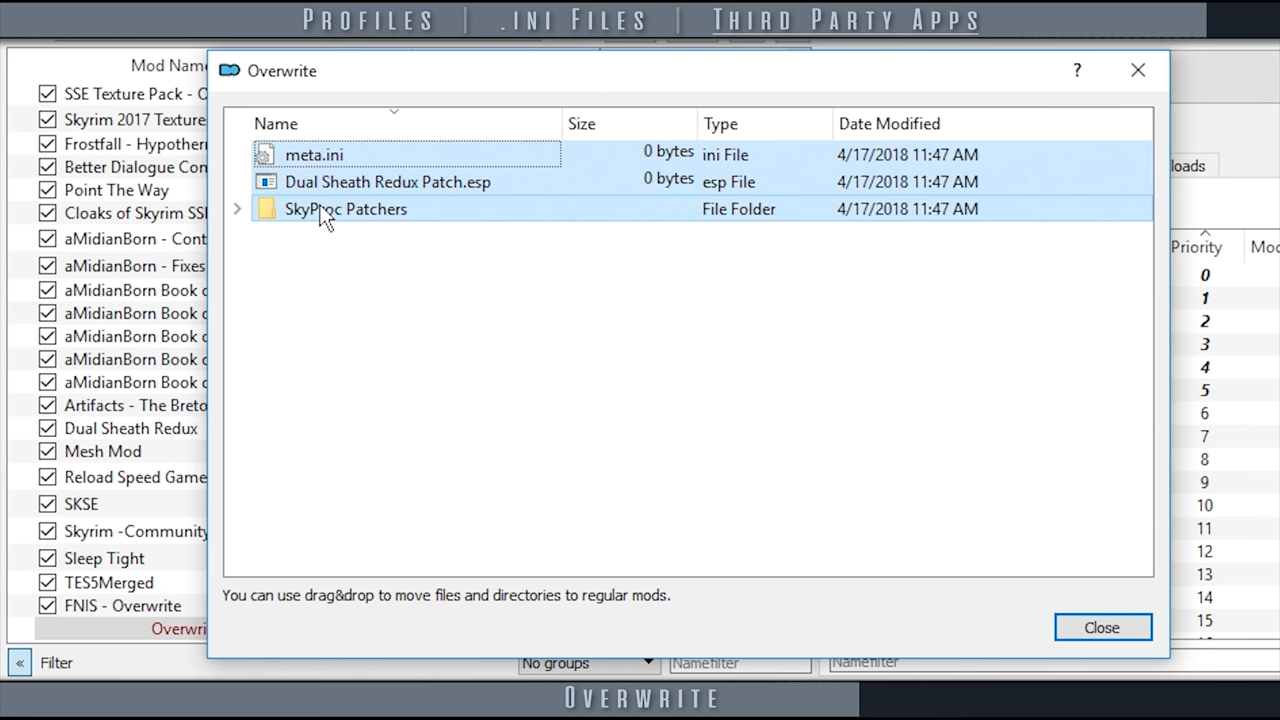 PROFILES | .INI FILES | THIRD PARTY APPS
Mod Name
SSE Texture Pack - O
Skyrim 2017 Textures
Frostfall - Hypotherm
Better Dialogue Con
Point The Way
Cloaks of Skyrim SSE
aMidianBorn - Cont
aMidianBorn - Fixes
aMidianBorn Book o
aMidianBorn Book o
aMidianBorn Book o
aMidianBorn Book o
aMidianBorn Book o
Artifacts - The Breto
Dual Sheath Redux
Mesh Mod
Reload Speed Game
SKSE
Skyrim -Community
Sleep Tight
TES5Merged
FNIS - Overwrite
Overwri
« Filter
Overwrite ?
Name Size Type Date Modified
meta.ini 0 bytes ini File 4/17/2018 11:47 AM
Dual Sheath Redux Patch.esp 0 bytes esp File 4/17/2018 11:47 AM
SkyProc Patchers File Folder 4/17/2018 11:47 AM
You can use drag&drop to move files and directories to regular mods.
Close
No groups Namefilter Namefilter
loads
Priority Mod
0
1
2
3
4
5
6
7
8
9
10
11
12
13
14
15
OVERWRITE